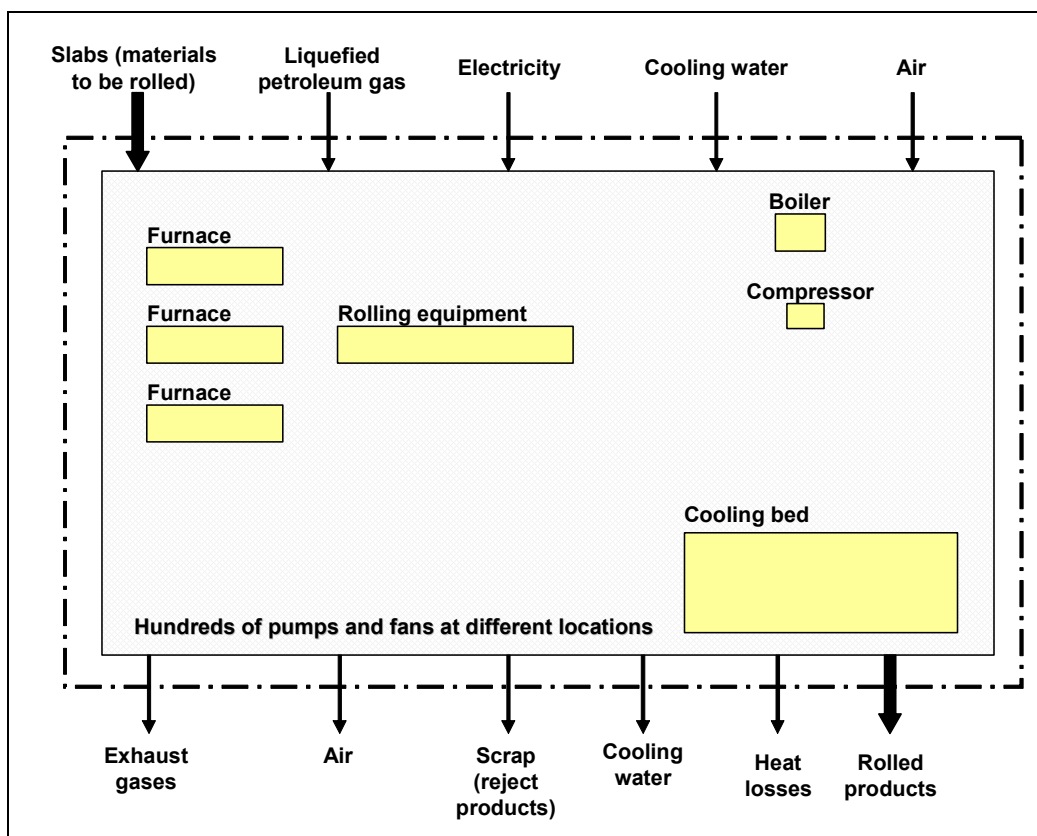 Slabs (materials
to be rolled)
Liquefied
petroleum gas
Electricity
Cooling water
Air
Boiler
Furnace
Compressor
Furnace
Rolling equipment
Furnace
Cooling bed
Hundreds of pumps and fans at different locations
Exhaust
gases
Air
Scrap
(reject
products)
Cooling
water
Heat
losses
Rolled
products